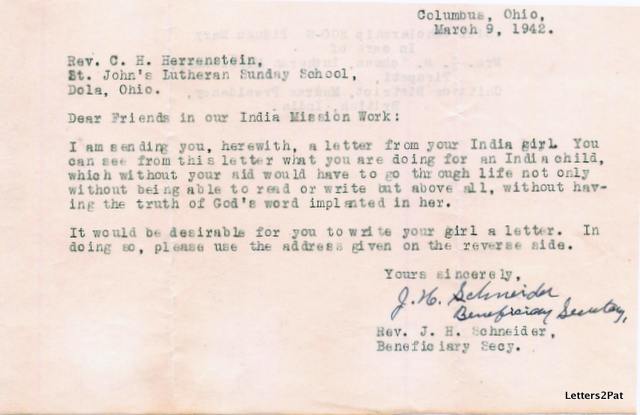 Columbus, Ohio,
March 9, 1942.
Rev. C. H. Herrenstein,
St. John's Lutheran Sunday School,
Dola, Ohio.
Dear Friends in our India Mission Work:
I am sending you, herewith, a letter from your India girl. You
can see from this letter what you are doing for an India child,
which without your aid would have to go through life not only
without being able to read or write but above all, without hav-
ing the truth of God's word implanted in her.
It would be desirable for you to write your girl a letter. In
doing so, please use the address given on the reverse side.
Yours sincerely,
J. H. Schneider
Beneficiary Secretary,
Rev. J. H. Schneider,
Beneficiary Secy.
Letters2Pat